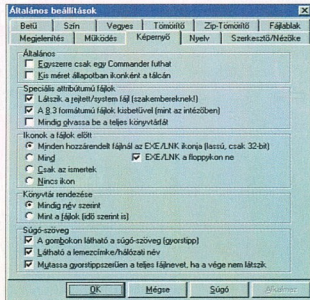 Általános beállítások
Betű Szín Vegyes Tömörítő Zip-Tömörítő Fájlablak
Megjelenítés Működés Képernyő Nyelv Szerkesztő/Nézőke
Általános
Egyszerre csak egy Commander futhat
Kis méret állapotban ikonként a tálcán
Speciális attribútumú fájlok
Látszik a rejtett/system fájl (szakembereknek!)
A 8.3 formátumú fájlok kisbetűvel (mint az intézőben)
Mindig olvassa be a teljes könyvtárfát
Ikonok a fájlok előtt
Minden hozzárendelt fájlnál az EXE/LNK ikonja (lassú, csak 32-bit)
Mind EXE/LNK a floppykon ne
Csak az ismertek
Nincs ikon
Könyvtár rendezése
Mindig név szerint
Mint a fájlok (idő szerint is)
Súgó-szöveg
A gombokon látható a súgó-szöveg (gyorstipp)
Látható a lemezcímke/hálózati név
Mutassa gyorstippszerűen a teljes fájlnevet, ha a vége nem látszik
OK Mégse Súgó Alkalmaz